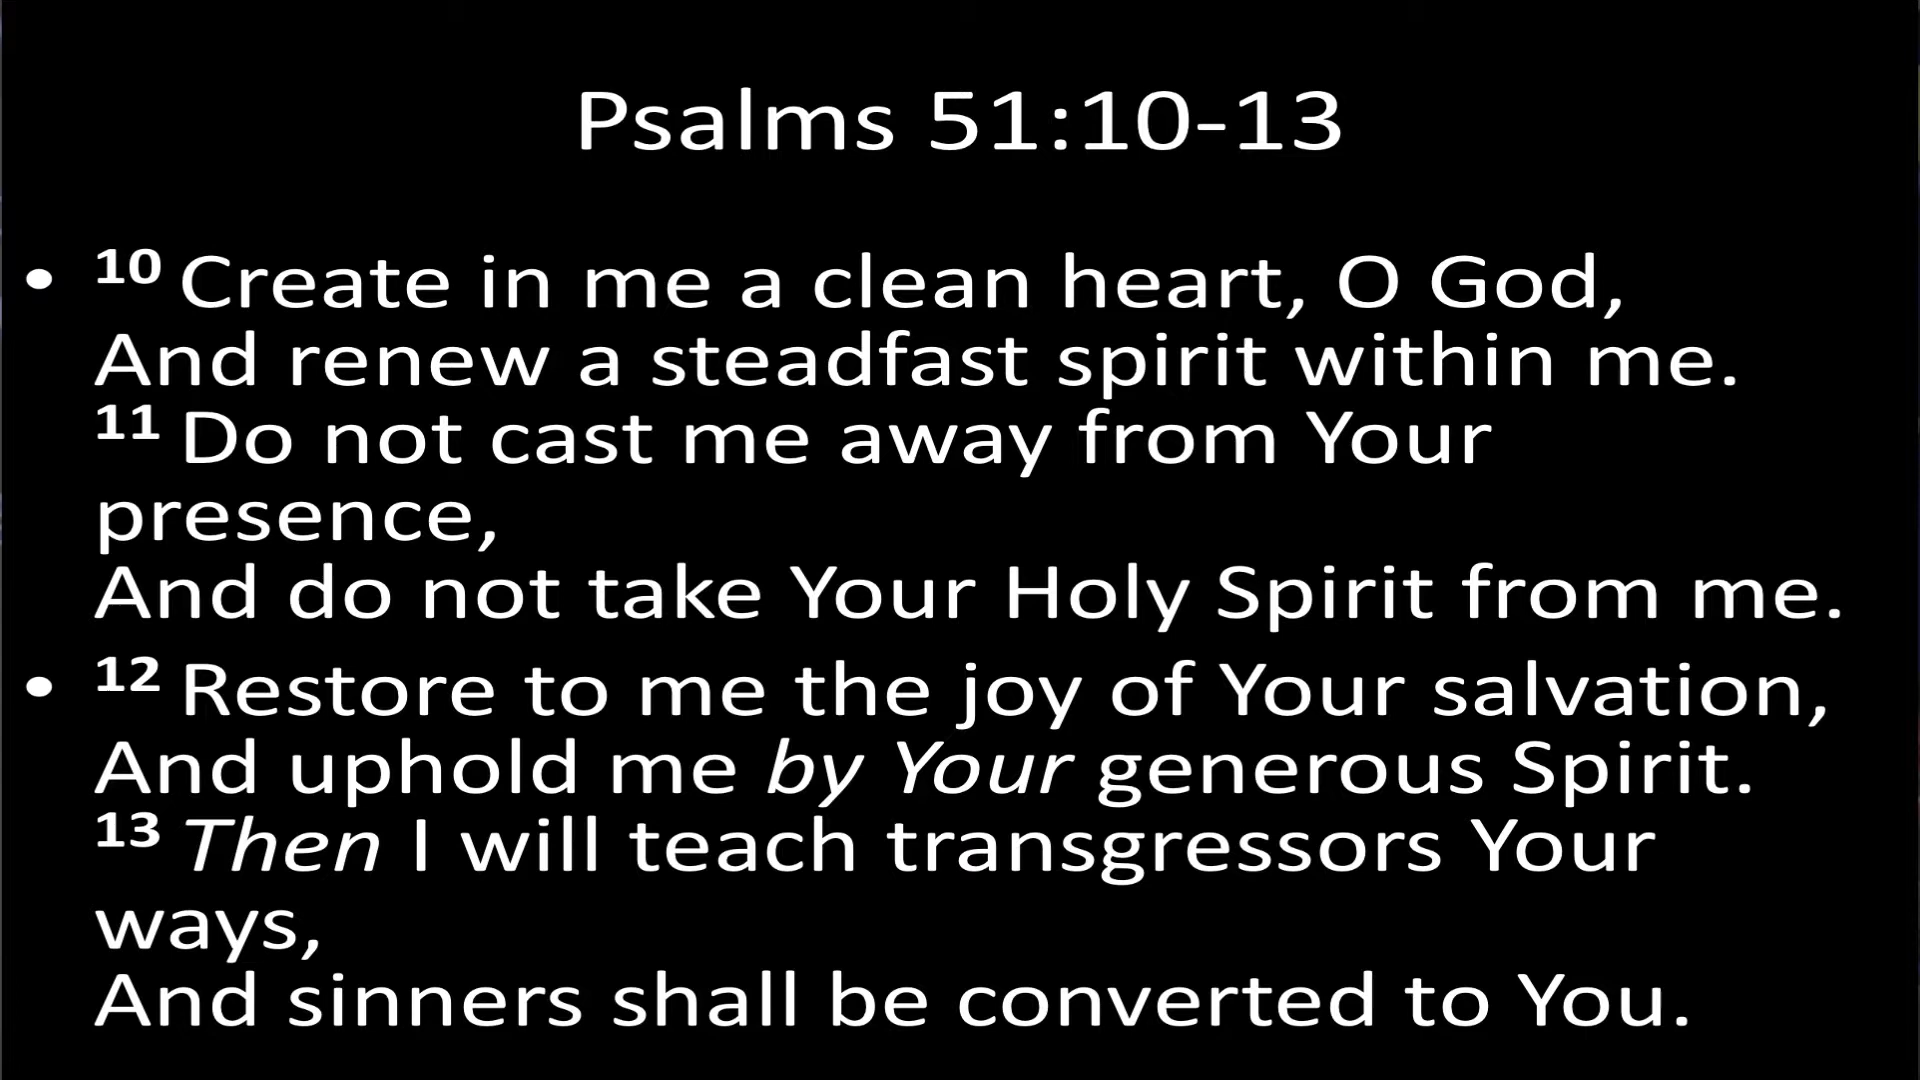 Psalms 51:10-13
• 10 Create in me a clean heart, O God,
And renew a steadfast spirit within me.
11 Do not cast me away from Your
presence,
And do not take Your Holy Spirit from me.
• 12 Restore to me the joy of Your salvation,
And uphold me by Your generous Spirit.
13 Then I will teach transgressors Your
ways,
And sinners shall be converted to You.